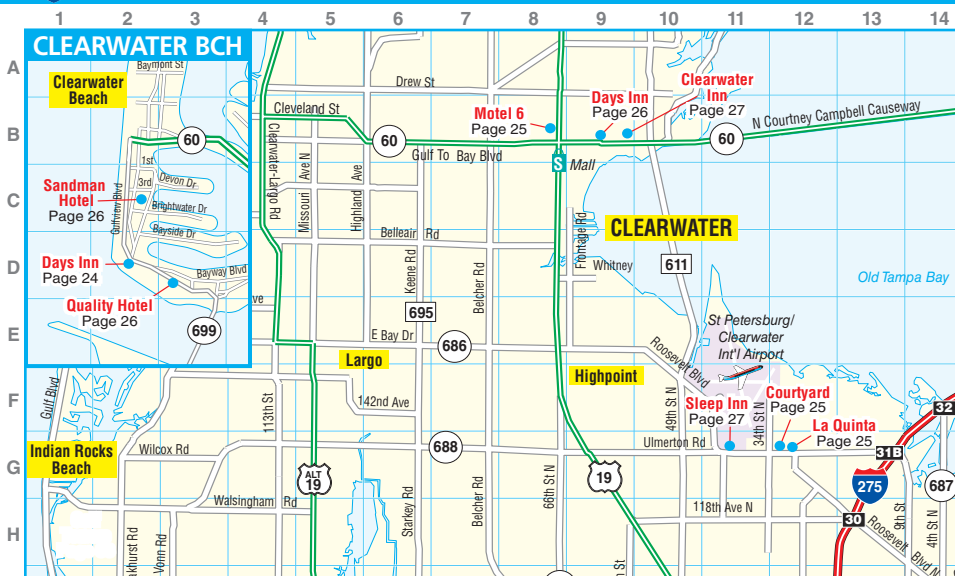 1 2 3 4 5 6 7 8 9 10 11 12 13 14
CLEARWATER BCH
A
B
C
D
E
F
G
H
Baymont St
Clearwater
Beach
60
1st
3rd
Devon Dr
Sandman
Hotel
Page 26
Gulfview Blvd
Brightwater Dr
Bayside Dr
Days Inn
Page 24
Bayway Blvd
Quality Hotel
Page 26
699
Drew St
Cleveland St
60
Gulf To Bay Blvd
Motel 6
Page 25
Days Inn
Page 26
Clearwater
Inn
Page 27
60
N Courtney Campbell Causeway
S Mall
Clearwater-Largo Rd
Missouri Ave N
Highland Ave
Belleair Rd
Keene Rd
Belcher Rd
Frontage Rd
CLEARWATER
Whitney
611
Old Tampa Bay
ve
695
E Bay Dr
686
Largo
St Petersburg/
Clearwater
Int'l Airport
Roosevelt Blvd
Highpoint
Gulf Blvd
113th St
142nd Ave
49th St N
Sleep Inn
Page 27
34th St N
Courtyard
Page 25
La Quinta
Page 25
32
Indian Rocks
Beach
Wilcox Rd
688
Ulmerton Rd
31B
ALT
19
19
275
687
Walsingham Rd
Starkey Rd
Belcher Rd
66th St N
118th Ave N
30
Roosevelt Blvd N
9th St
4th St N
akhurst Rd
Vonn Rd
n St